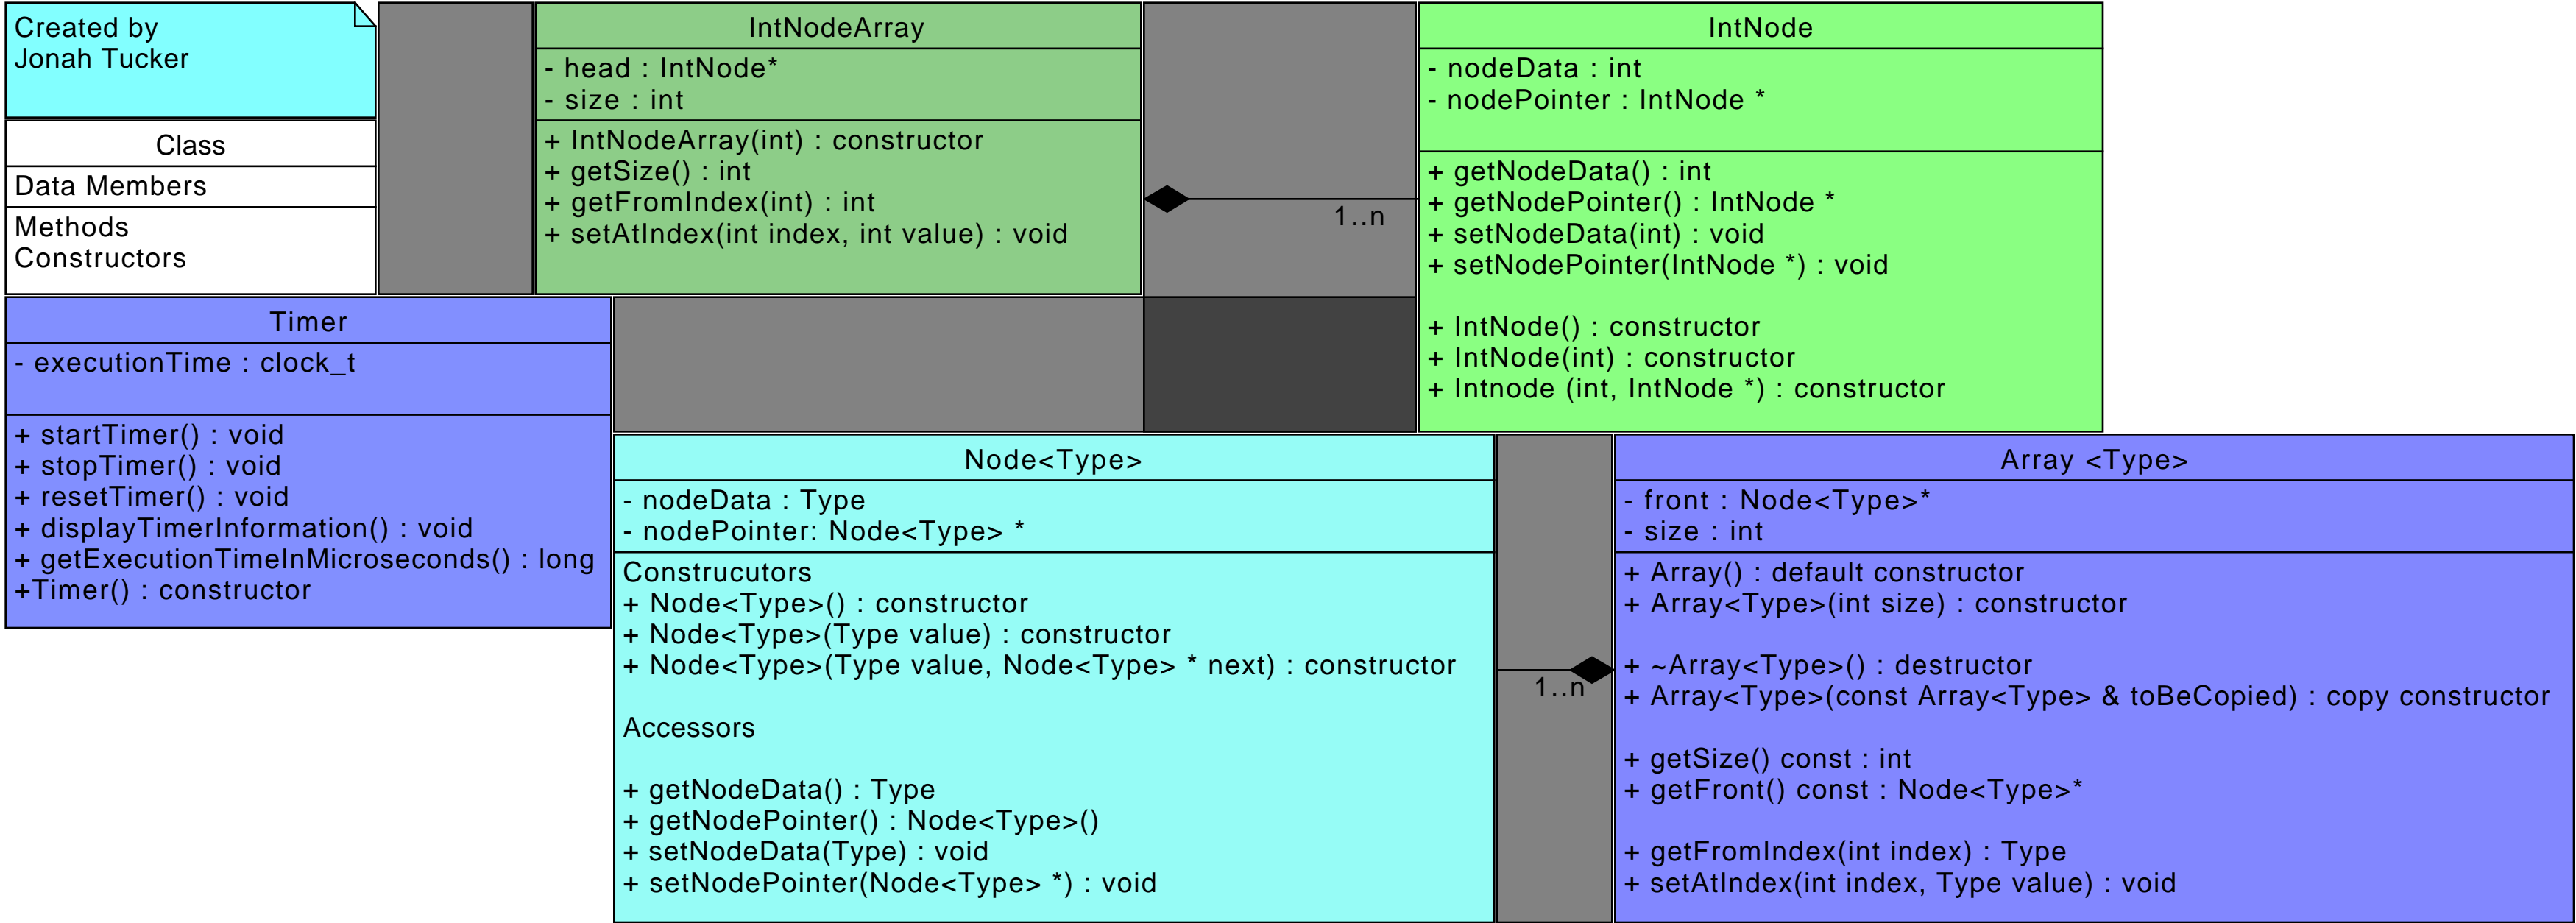 Created by
Jonah Tucker
Class
Data Members
Methods
Constructors
IntNodeArray
- head : IntNode*
- size : int
+ IntNodeArray(int) : constructor
+ getSize() : int
+ getFromIndex(int) : int
+ setAtIndex(int index, int value) : void
1..n
IntNode
- nodeData : int
- nodePointer : IntNode *
+ getNodeData() : int
+ getNodePointer() : IntNode *
+ setNodeData(int) : void
+ setNodePointer(IntNode *) : void
+ IntNode() : constructor
+ IntNode(int) : constructor
+ Intnode (int, IntNode *) : constructor
Timer
- executionTime : clock_t
+ startTimer() : void
+ stopTimer() : void
+ resetTimer() : void
+ displayTimerInformation() : void
+ getExecutionTimeInMicroseconds() : long
+Timer() : constructor
Node<Type>
- nodeData : Type
- nodePointer: Node<Type> *
Construcutors
+ Node<Type>() : constructor
+ Node<Type>(Type value) : constructor
+ Node<Type>(Type value, Node<Type> * next) : constructor
Accessors
+ getNodeData() : Type
+ getNodePointer() : Node<Type>()
+ setNodeData(Type) : void
+ setNodePointer(Node<Type> *) : void
1..n
Array <Type>
- front : Node<Type>*
- size : int
+ Array() : default constructor
+ Array<Type>(int size) : constructor
+ ~Array<Type>() : destructor
+ Array<Type>(const Array<Type> & toBeCopied) : copy constructor
+ getSize() const : int
+ getFront() const : Node<Type>*
+ getFromIndex(int index) : Type
+ setAtIndex(int index, Type value) : void